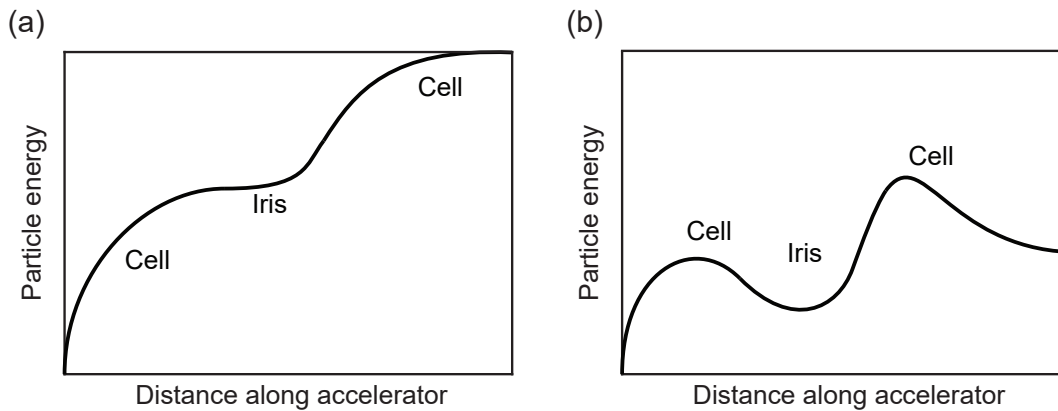 (a)
Particle energy
Cell
Iris
Cell
Distance along accelerator
(b)
Particle energy
Cell
Iris
Cell
Distance along accelerator